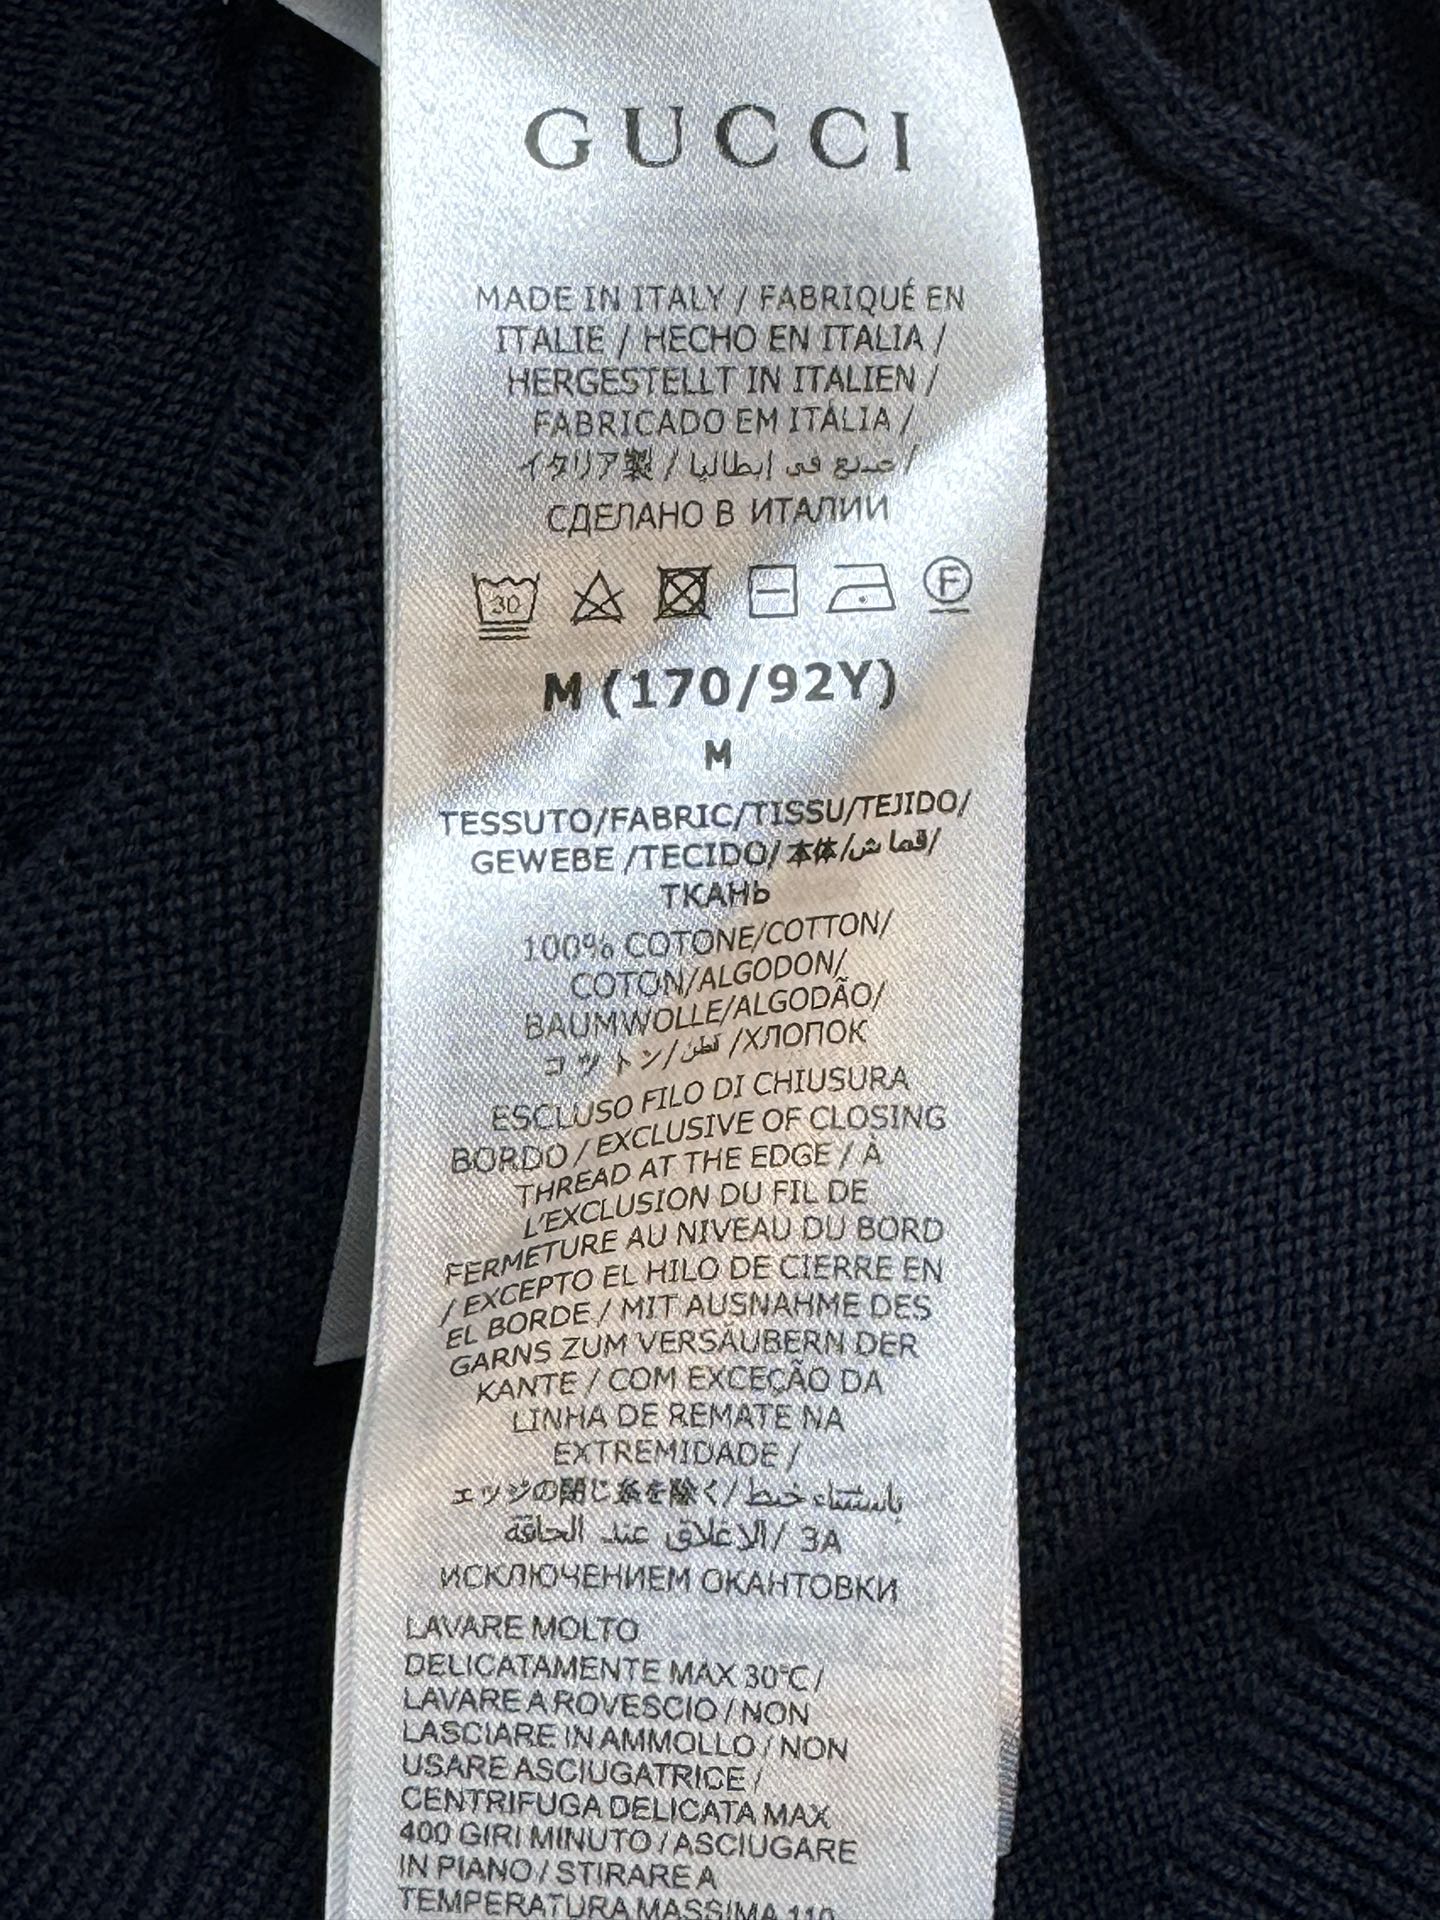 GUCCI
MADE IN ITALY / FABRIQUÉ EN
ITALIE / HECHO EN ITALIA /
HERGESTELLT IN ITALIEN /
FABRICADO EM ITÁLIA /
イタリア製 / صنع في إيطاليا /
СДЕЛАНО В ИТАЛИИ
30 F
M (170/92Y)
M
TESSUTO/FABRIC/TISSU/TEJIDO/
GEWEBE /TECIDO/ 本体/قماش/
ТКАНЬ
100% COTONE/COTTON/
COTON/ALGODON/
BAUMWOLLE/ALGODÃO/
コットン/قطن /ХЛОПОК
ESCLUSO FILO DI CHIUSURA
BORDO / EXCLUSIVE OF CLOSING
THREAD AT THE EDGE / À
L'EXCLUSION DU FIL DE
FERMETURE AU NIVEAU DU BORD
/ EXCEPTO EL HILO DE CIERRE EN
EL BORDE / MIT AUSNAHME DES
GARNS ZUM VERSÄUBERN DER
KANTE / COM EXCEÇÃO DA
LINHA DE REMATE NA
EXTREMIDADE /
エッジの閉じ糸を除く/ باستثناء خيط
الإغلاق عند الحافة / ЗА
ИСКЛЮЧЕНИЕМ ОКАНТОВКИ
LAVARE MOLTO
DELICATAMENTE MAX 30°C /
LAVARE A ROVESCIO / NON
LASCIARE IN AMMOLLO / NON
USARE ASCIUGATRICE /
CENTRIFUGA DELICATA MAX
400 GIRI MINUTO / ASCIUGARE
IN PIANO / STIRARE A
TEMPERATURA MASSIMA 110